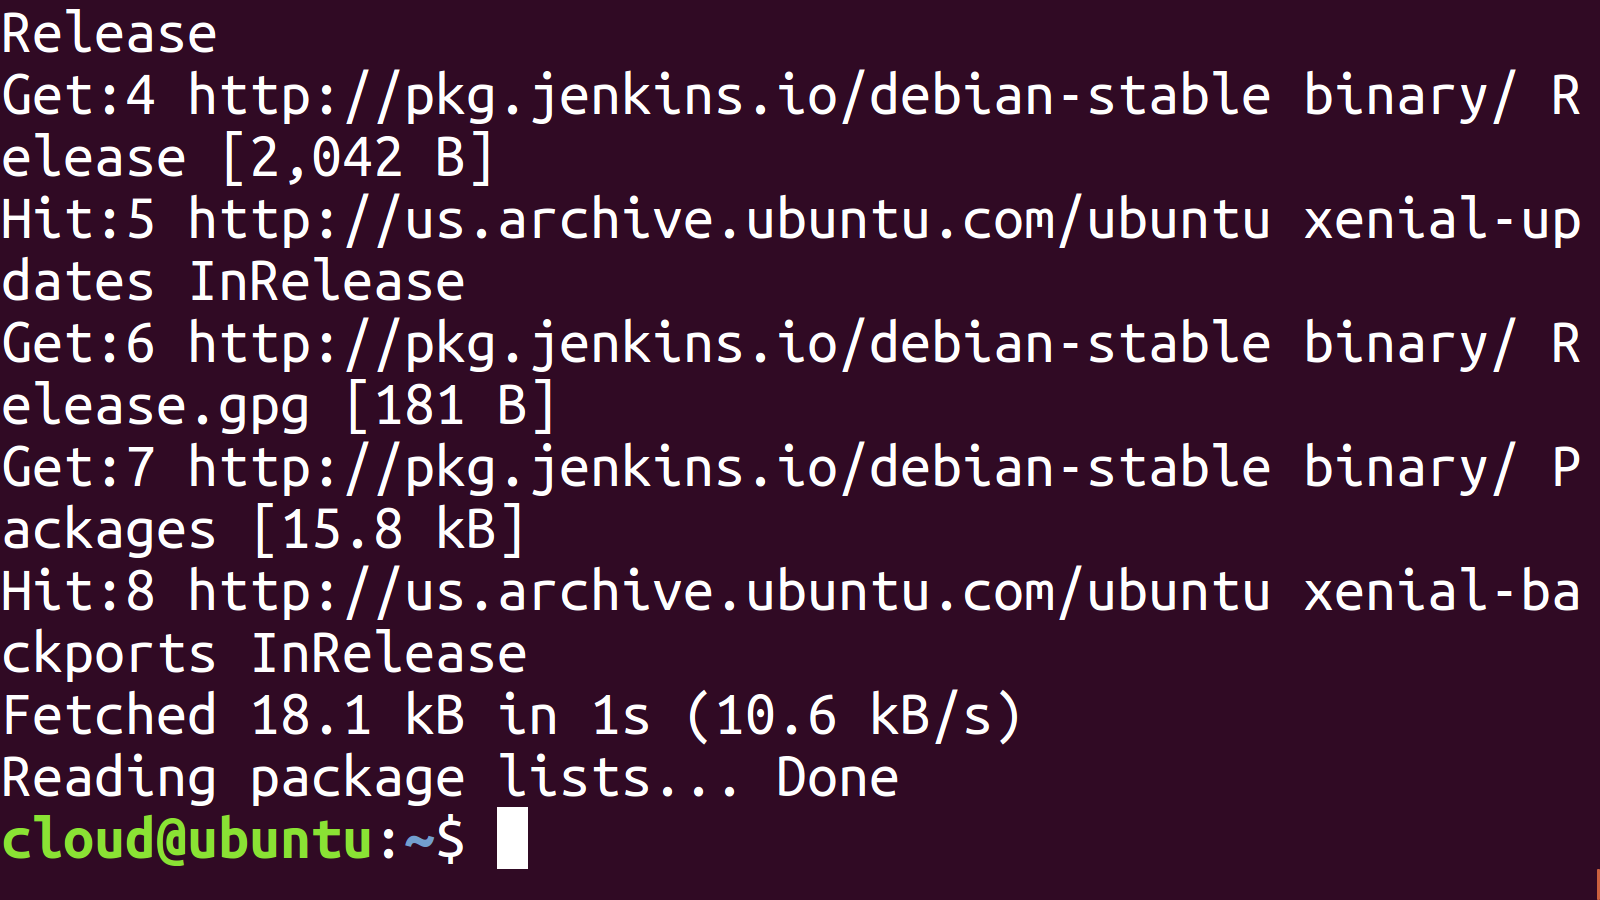 Release
Get:4 http://pkg.jenkins.io/debian-stable binary/ R
elease [2,042 B]
Hit:5 http://us.archive.ubuntu.com/ubuntu xenial-up
dates InRelease
Get:6 http://pkg.jenkins.io/debian-stable binary/ R
elease.gpg [181 B]
Get:7 http://pkg.jenkins.io/debian-stable binary/ P
ackages [15.8 kB]
Hit:8 http://us.archive.ubuntu.com/ubuntu xenial-ba
ckports InRelease
Fetched 18.1 kB in 1s (10.6 kB/s)
Reading package lists... Done
cloud@ubuntu:~$